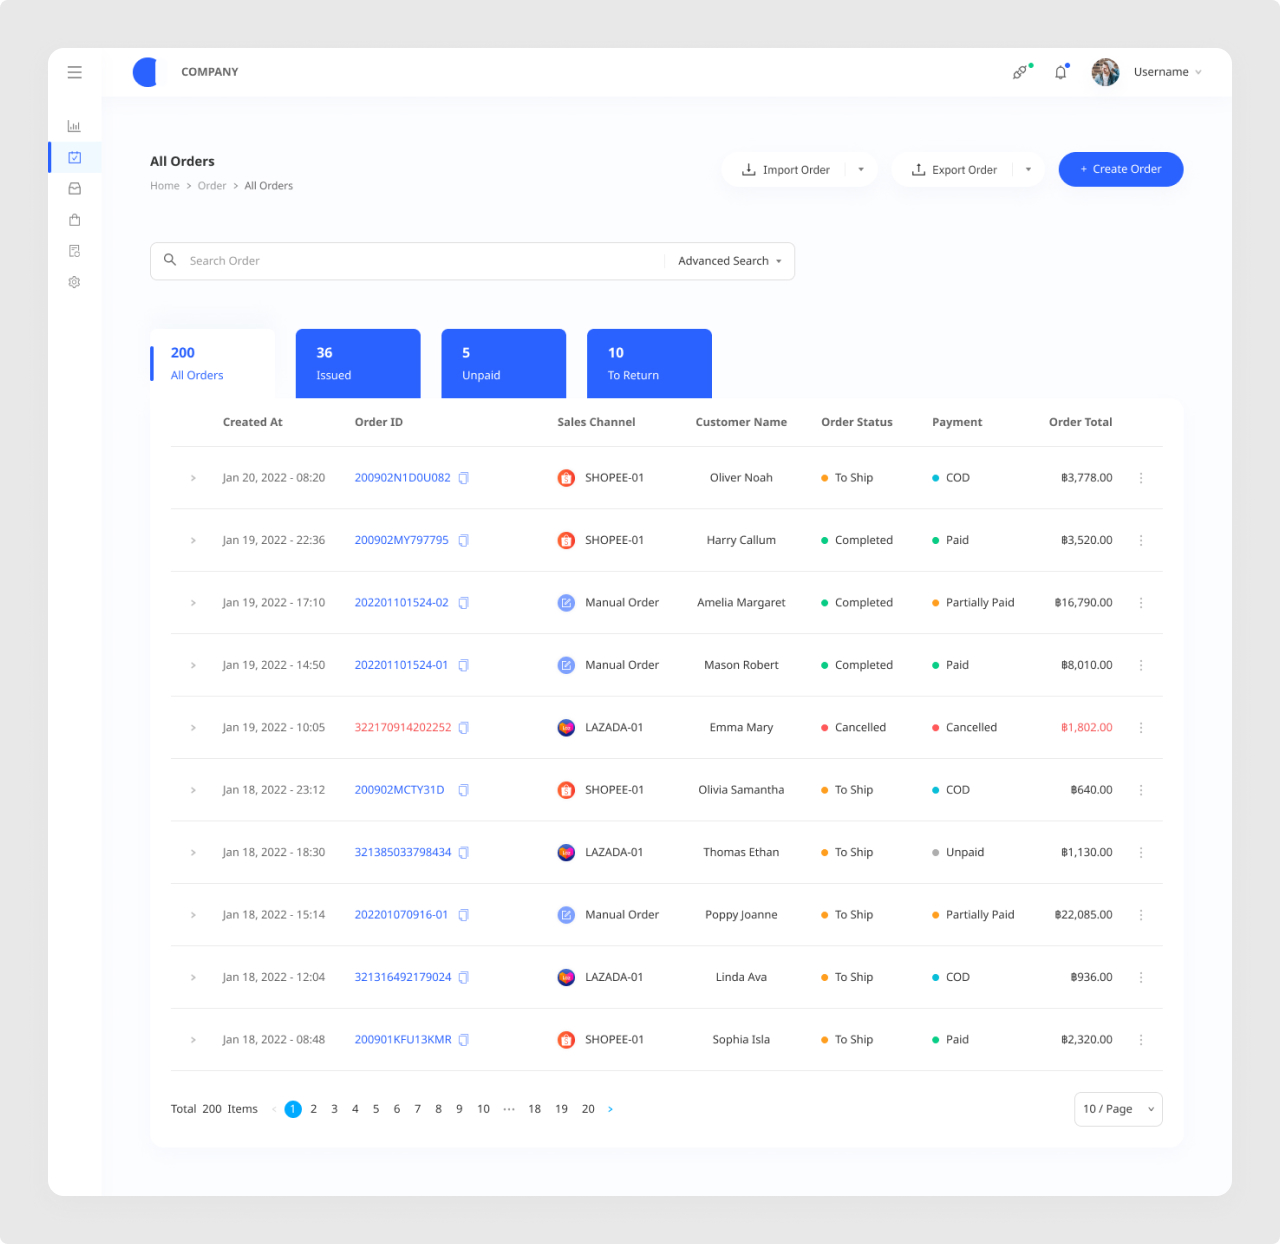 COMPANY
Username
All Orders
Home > Order > All Orders
Import Order
Export Order
+ Create Order
Search Order
Advanced Search
200
All Orders
36
Issued
5
Unpaid
10
To Return
Created At Order ID Sales Channel Customer Name Order Status Payment Order Total
Jan 20, 2022 - 08:20 200902N1D0U082 SHOPEE-01 Oliver Noah To Ship COD ฿3,778.00
Jan 19, 2022 - 22:36 200902MY797795 SHOPEE-01 Harry Callum Completed Paid ฿3,520.00
Jan 19, 2022 - 17:10 202201101524-02 Manual Order Amelia Margaret Completed Partially Paid ฿16,790.00
Jan 19, 2022 - 14:50 202201101524-01 Manual Order Mason Robert Completed Paid ฿8,010.00
Jan 19, 2022 - 10:05 322170914202252 LAZADA-01 Emma Mary Cancelled Cancelled ฿1,802.00
Jan 18, 2022 - 23:12 200902MCTY31D SHOPEE-01 Olivia Samantha To Ship COD ฿640.00
Jan 18, 2022 - 18:30 321385033798434 LAZADA-01 Thomas Ethan To Ship Unpaid ฿1,130.00
Jan 18, 2022 - 15:14 202201070916-01 Manual Order Poppy Joanne To Ship Partially Paid ฿22,085.00
Jan 18, 2022 - 12:04 321316492179024 LAZADA-01 Linda Ava To Ship COD ฿936.00
Jan 18, 2022 - 08:48 200901KFU13KMR SHOPEE-01 Sophia Isla To Ship Paid ฿2,320.00
Total 200 Items < 1 2 3 4 5 6 7 8 9 10 ••• 18 19 20 > 10 / Page